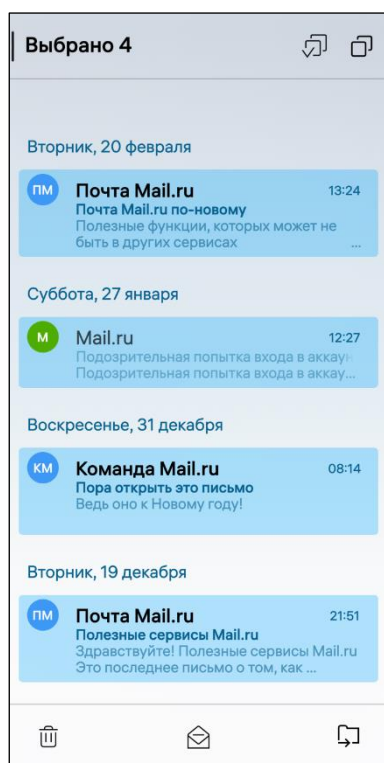 Выбрано 4
Вторник, 20 февраля
ПМ
Почта Mail.ru
13:24
Почта Mail.ru по-новому
Полезные функции, которых может не
быть в других сервисах ...
Суббота, 27 января
М
Mail.ru
12:27
Подозрительная попытка входа в аккаун
Подозрительная попытка входа в аккау...
Воскресенье, 31 декабря
КМ
Команда Mail.ru
08:14
Пора открыть это письмо
Ведь оно к Новому году!
Вторник, 19 декабря
ПМ
Почта Mail.ru
21:51
Полезные сервисы Mail.ru
Здравствуйте! Полезные сервисы Mail.ru
Это последнее письмо о том, как ...